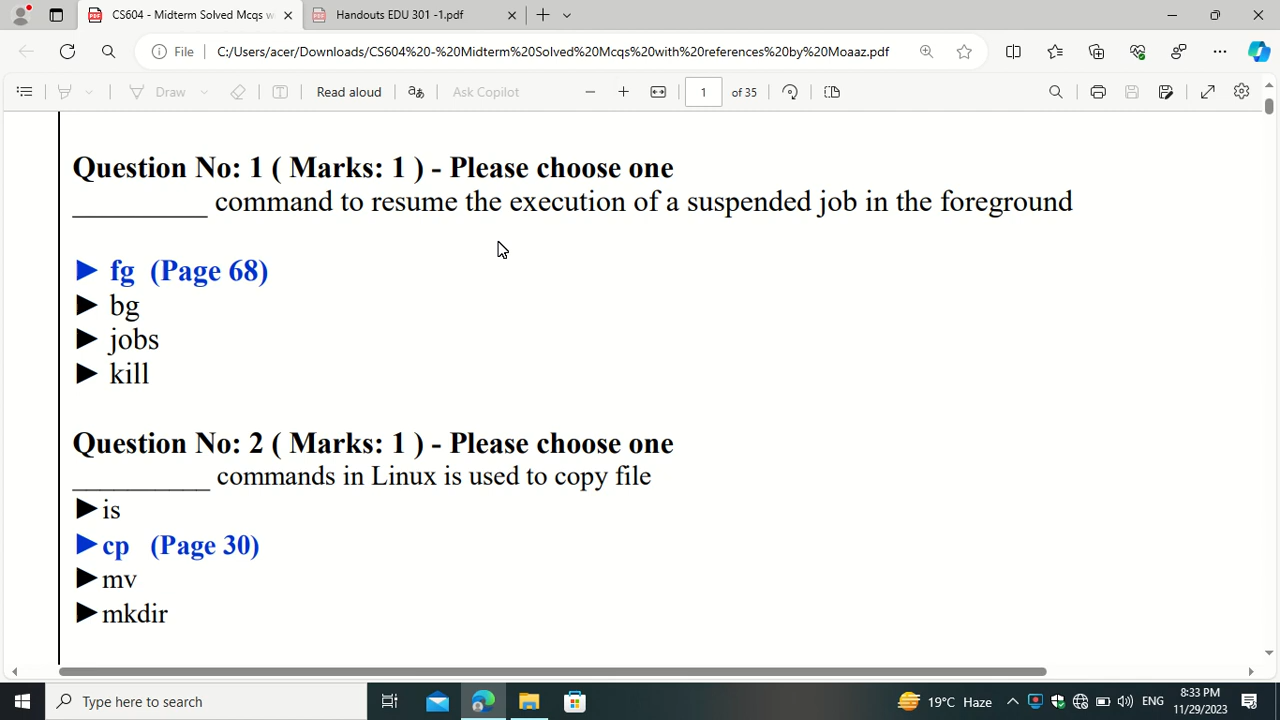 CS604 - Midterm Solved Mcqs w
Handouts EDU 301 -1.pdf
File
C:/Users/acer/Downloads/CS604%20-%20Midterm%20Solved%20Mcqs%20with%20references%20by%20Moaaz.pdf
Draw
Read aloud
aあ
Ask Copilot
1
of 35
Question No: 1 ( Marks: 1 ) - Please choose one
__________ command to resume the execution of a suspended job in the foreground
► fg (Page 68)
► bg
► jobs
► kill
Question No: 2 ( Marks: 1 ) - Please choose one
__________ commands in Linux is used to copy file
►is
►cp (Page 30)
►mv
►mkdir
Type here to search
19°C Haze
ENG
8:33 PM
11/29/2023